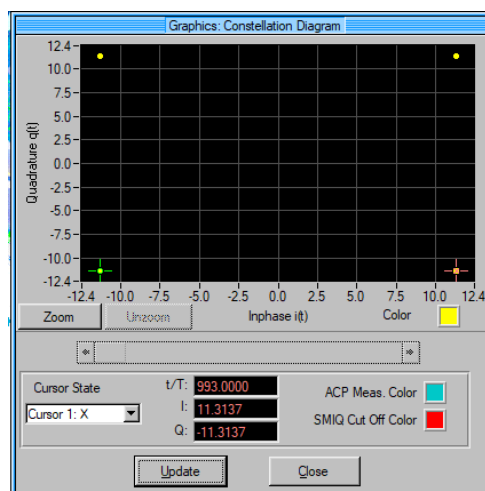 Graphics: Constellation Diagram
12.4
10.0
7.5
5.0
2.5
0.0
-2.5
-5.0
-7.5
-10.0
-12.4
Quadrature q(t)
-12.4 -10.0 -7.5 -5.0 -2.5 0.0 2.5 5.0 7.5 10.0 12.4
Zoom Unzoom Inphase i(t) Color
Cursor State t/T: 993.0000 ACP Meas. Color
Cursor 1: X I: 11.3137
Q: -11.3137 SMIQ Cut Off Color
Update Close